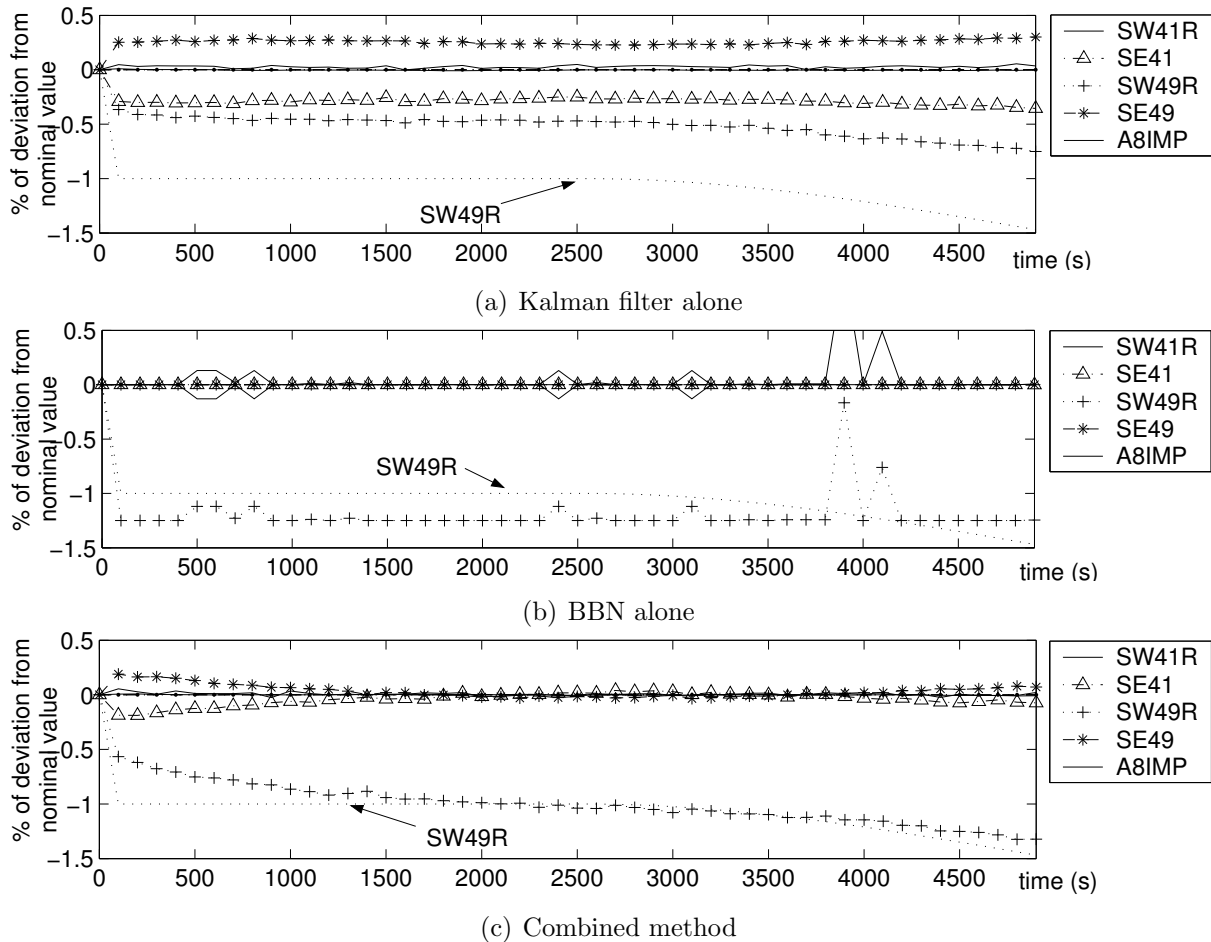 0.5
0
−0.5
−1
−1.5
% of deviation from
nominal value
SW49R
0 500 1000 1500 2000 2500 3000 3500 4000 4500
time (s)
SW41R
SE41
SW49R
SE49
A8IMP
(a) Kalman filter alone
0.5
0
−0.5
−1
−1.5
% of deviation from
nominal value
SW49R
0 500 1000 1500 2000 2500 3000 3500 4000 4500
time (s)
SW41R
SE41
SW49R
SE49
A8IMP
(b) BBN alone
0.5
0
−0.5
−1
−1.5
% of deviation from
nominal value
SW49R
0 500 1000 1500 2000 2500 3000 3500 4000 4500
time (s)
SW41R
SE41
SW49R
SE49
A8IMP
(c) Combined method